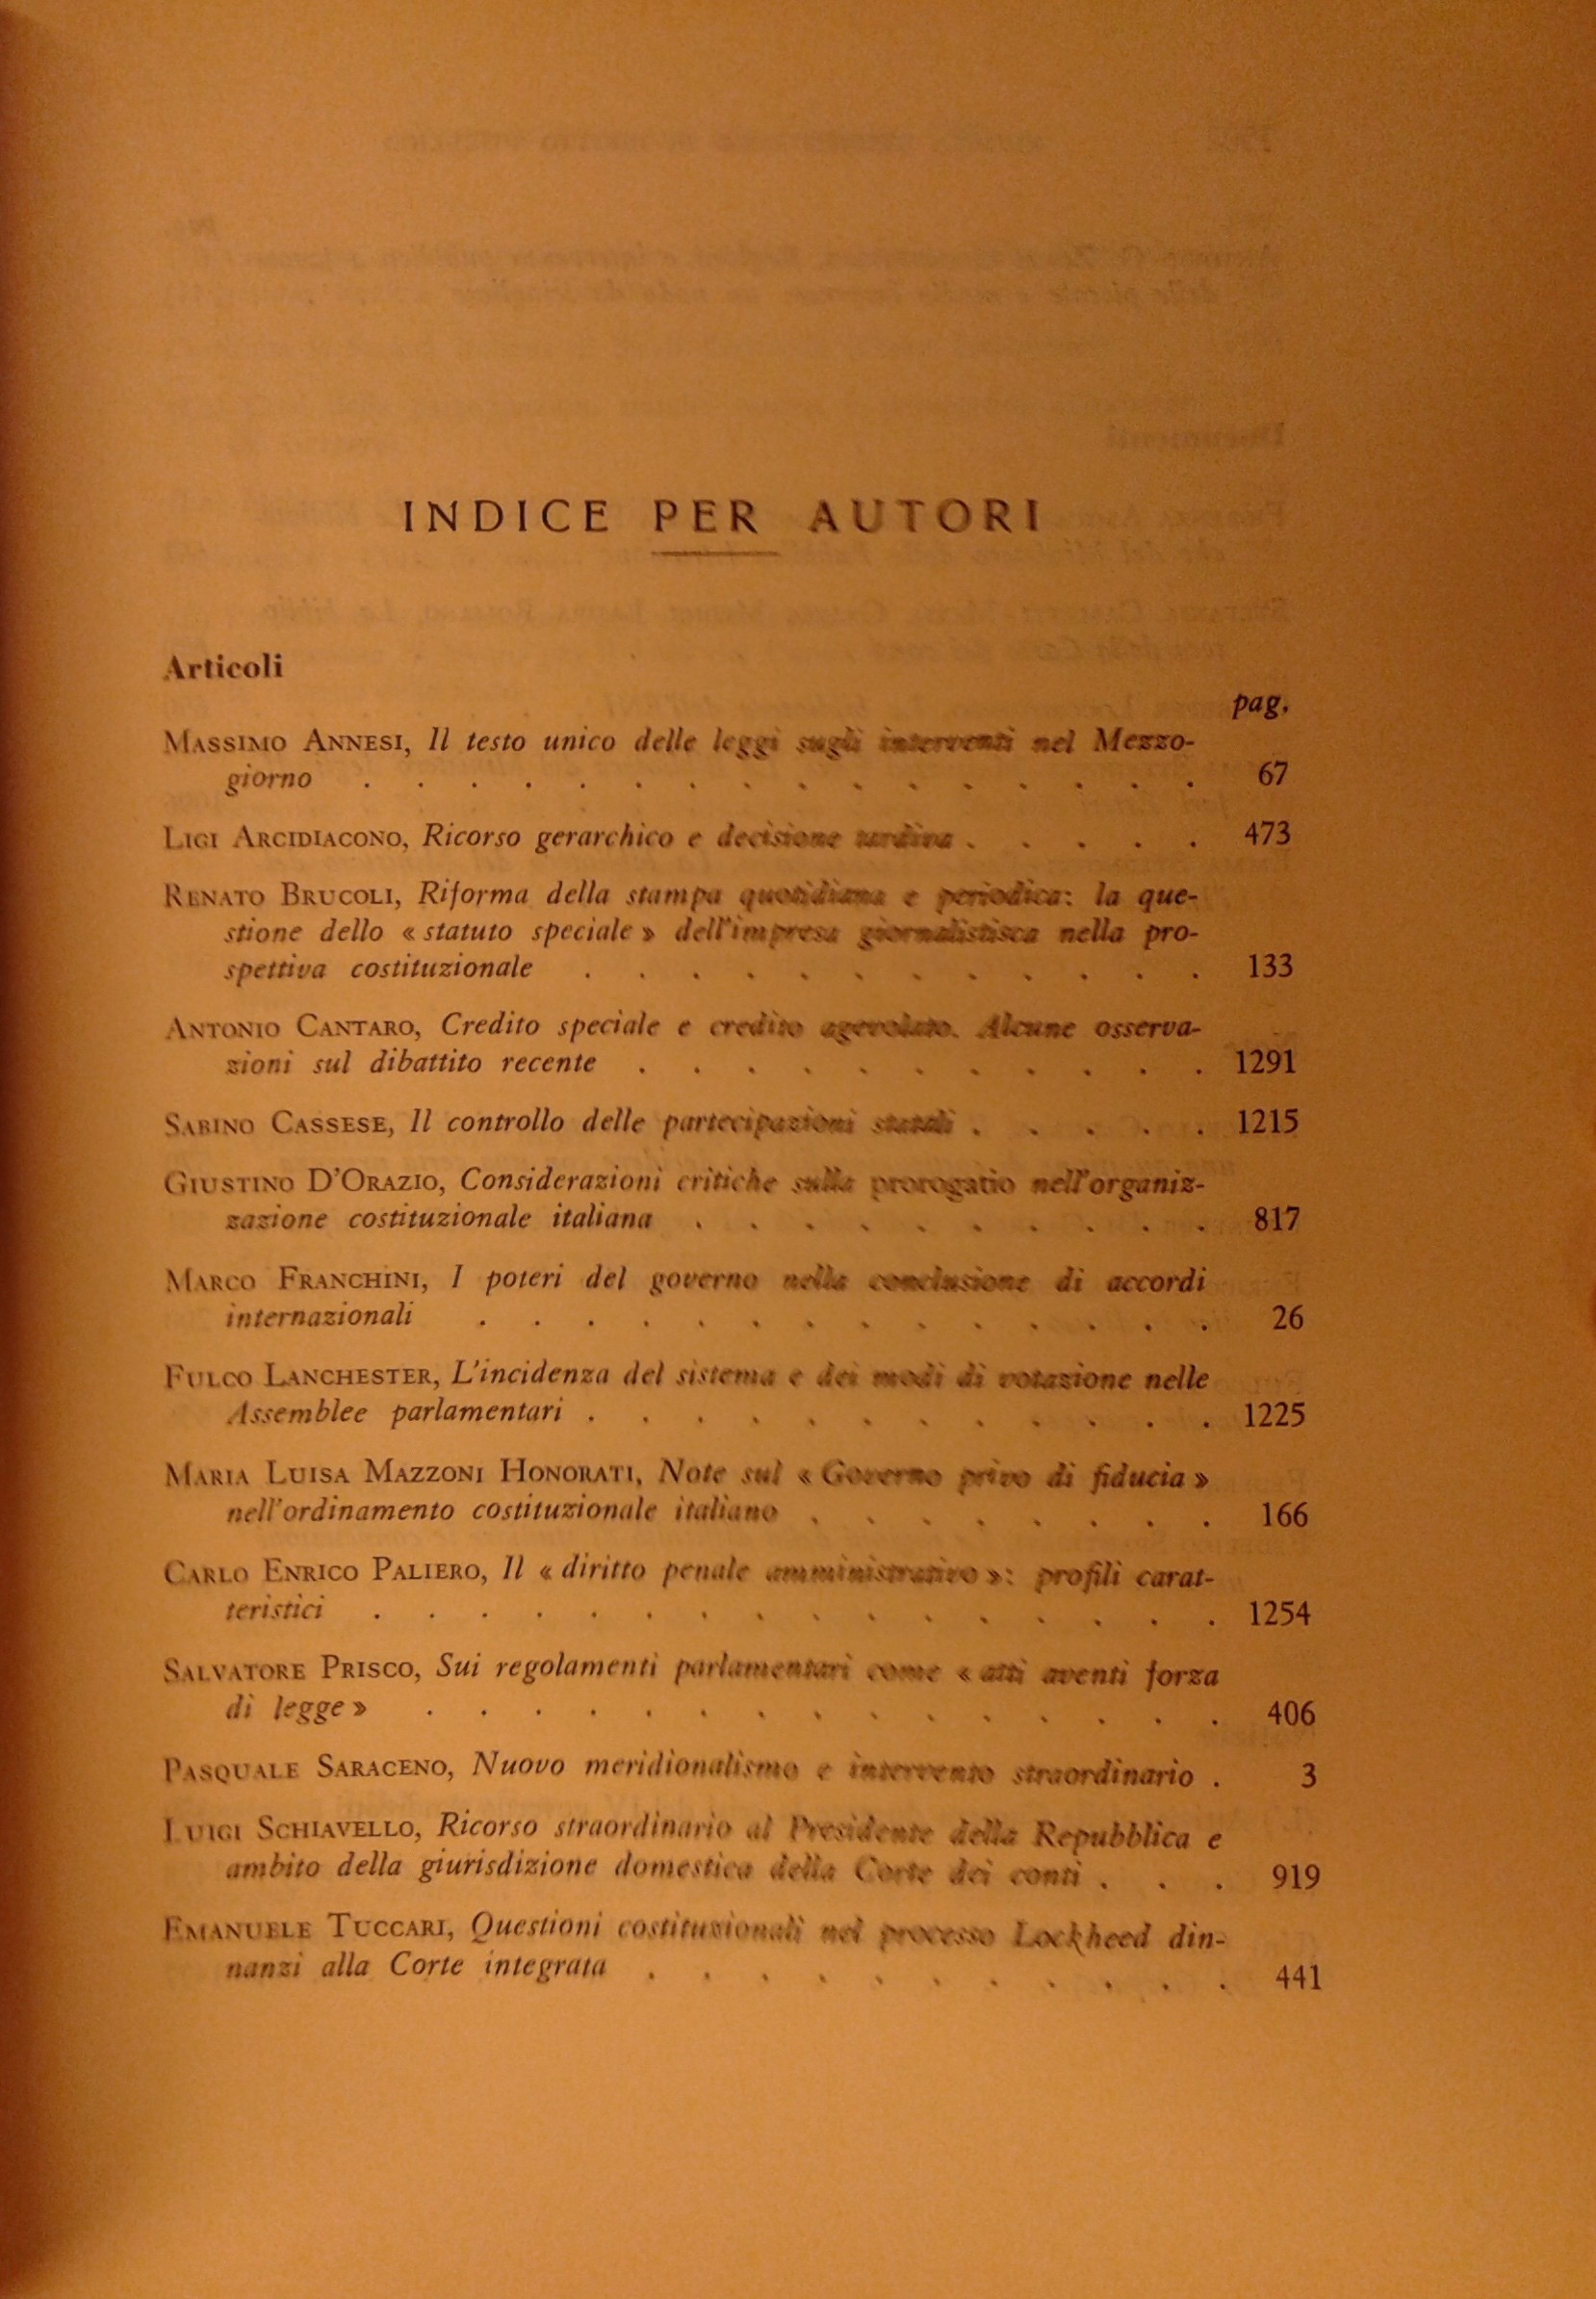 INDICE PER AUTORI
Articoli
pag.
MASSIMO ANNESI, Il testo unico delle leggi sugli interventi nel Mezzo-
giorno . . . . . . . . . . . . . . . . 67
LIGI ARCIDIACONO, Ricorso gerarchico e decisione tardiva . . . . . 473
RENATO BRUCOLI, Riforma della stampa quotidiana e periodica: la que-
stione dello « statuto speciale » dell'impresa giornalistisca nella pro-
spettiva costituzionale . . . . . . . . . . . . 133
ANTONIO CANTARO, Credito speciale e credito agevolato. Alcune osserva-
zioni sul dibattito recente . . . . . . . . . . . 1291
SABINO CASSESE, Il controllo delle partecipazioni statali . . . . . 1215
GIUSTINO D'ORAZIO, Considerazioni critiche sulla prorogatio nell'organiz-
zazione costituzionale italiana . . . . . . . . . . 817
MARCO FRANCHINI, I poteri del governo nella conclusione di accordi
internazionali . . . . . . . . . . . . . . 26
FULCO LANCHESTER, L'incidenza del sistema e dei modi di votazione nelle
Assemblee parlamentari . . . . . . . . . . . . 1225
MARIA LUISA MAZZONI HONORATI, Note sul « Governo privo di fiducia »
nell'ordinamento costituzionale italiano . . . . . . . . 166
CARLO ENRICO PALIERO, Il « diritto penale amministrativo »: profili carat-
teristici . . . . . . . . . . . . . . . . 1254
SALVATORE PRISCO, Sui regolamenti parlamentari come « atti aventi forza
di legge » . . . . . . . . . . . . . . . 406
PASQUALE SARACENO, Nuovo meridionalismo e intervento straordinario . 3
LUIGI SCHIAVELLO, Ricorso straordinario al Presidente della Repubblica e
ambito della giurisdizione domestica della Corte dei conti . . . 919
EMANUELE TUCCARI, Questioni costituzionali nel processo Lockheed din-
nanzi alla Corte integrata . . . . . . . . . . . 441